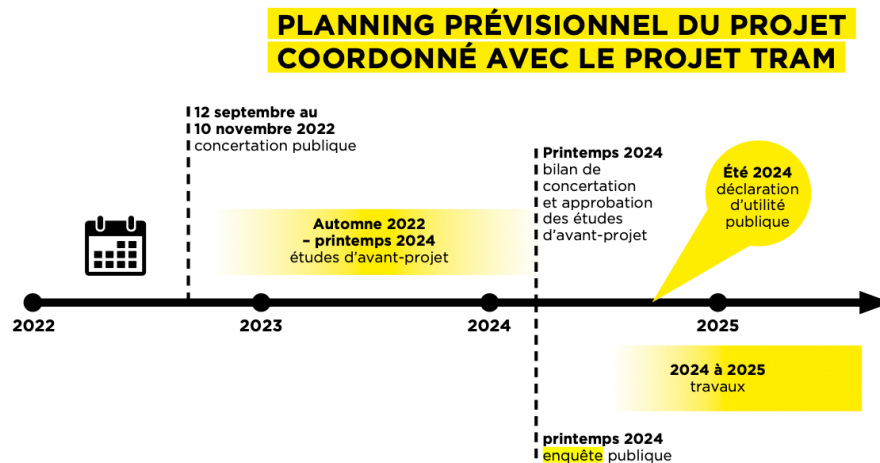 PLANNING PRÉVISIONNEL DU PROJET
COORDONNÉ AVEC LE PROJET TRAM
12 septembre au
10 novembre 2022
concertation publique
Automne 2022
– printemps 2024
études d'avant-projet
Printemps 2024
bilan de
concertation
et approbation
des études
d'avant-projet
Été 2024
déclaration
d'utilité
publique
2022
2023
2024
2025
2024 à 2025
travaux
printemps 2024
enquête publique